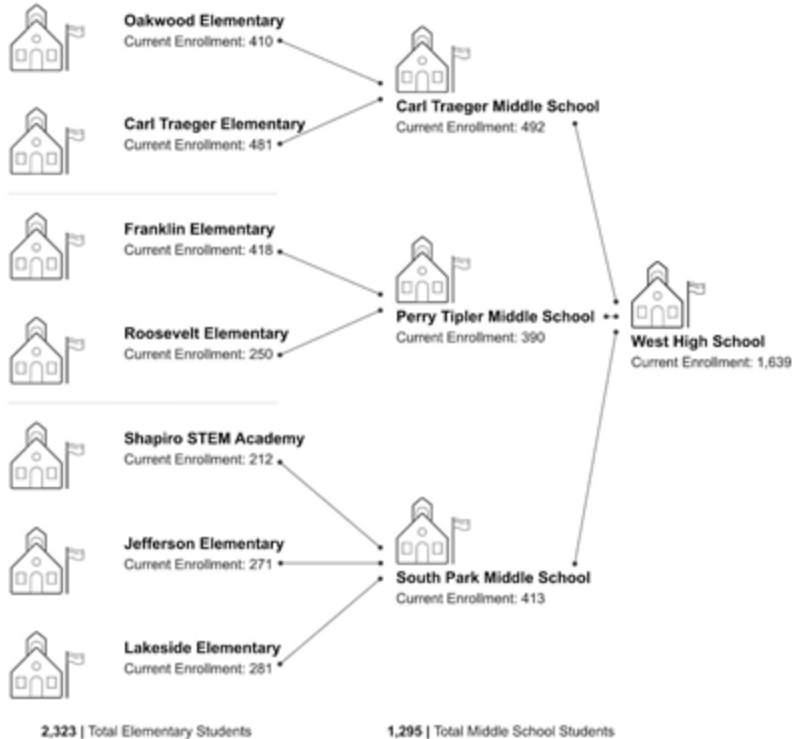 Oakwood Elementary
Current Enrollment: 410
Carl Traeger Elementary
Current Enrollment: 481
Carl Traeger Middle School
Current Enrollment: 492
Franklin Elementary
Current Enrollment: 418
Roosevelt Elementary
Current Enrollment: 250
Perry Tipler Middle School
Current Enrollment: 390
West High School
Current Enrollment: 1,639
Shapiro STEM Academy
Current Enrollment: 212
Jefferson Elementary
Current Enrollment: 271
Lakeside Elementary
Current Enrollment: 281
South Park Middle School
Current Enrollment: 413
2,323 | Total Elementary Students
1,295 | Total Middle School Students